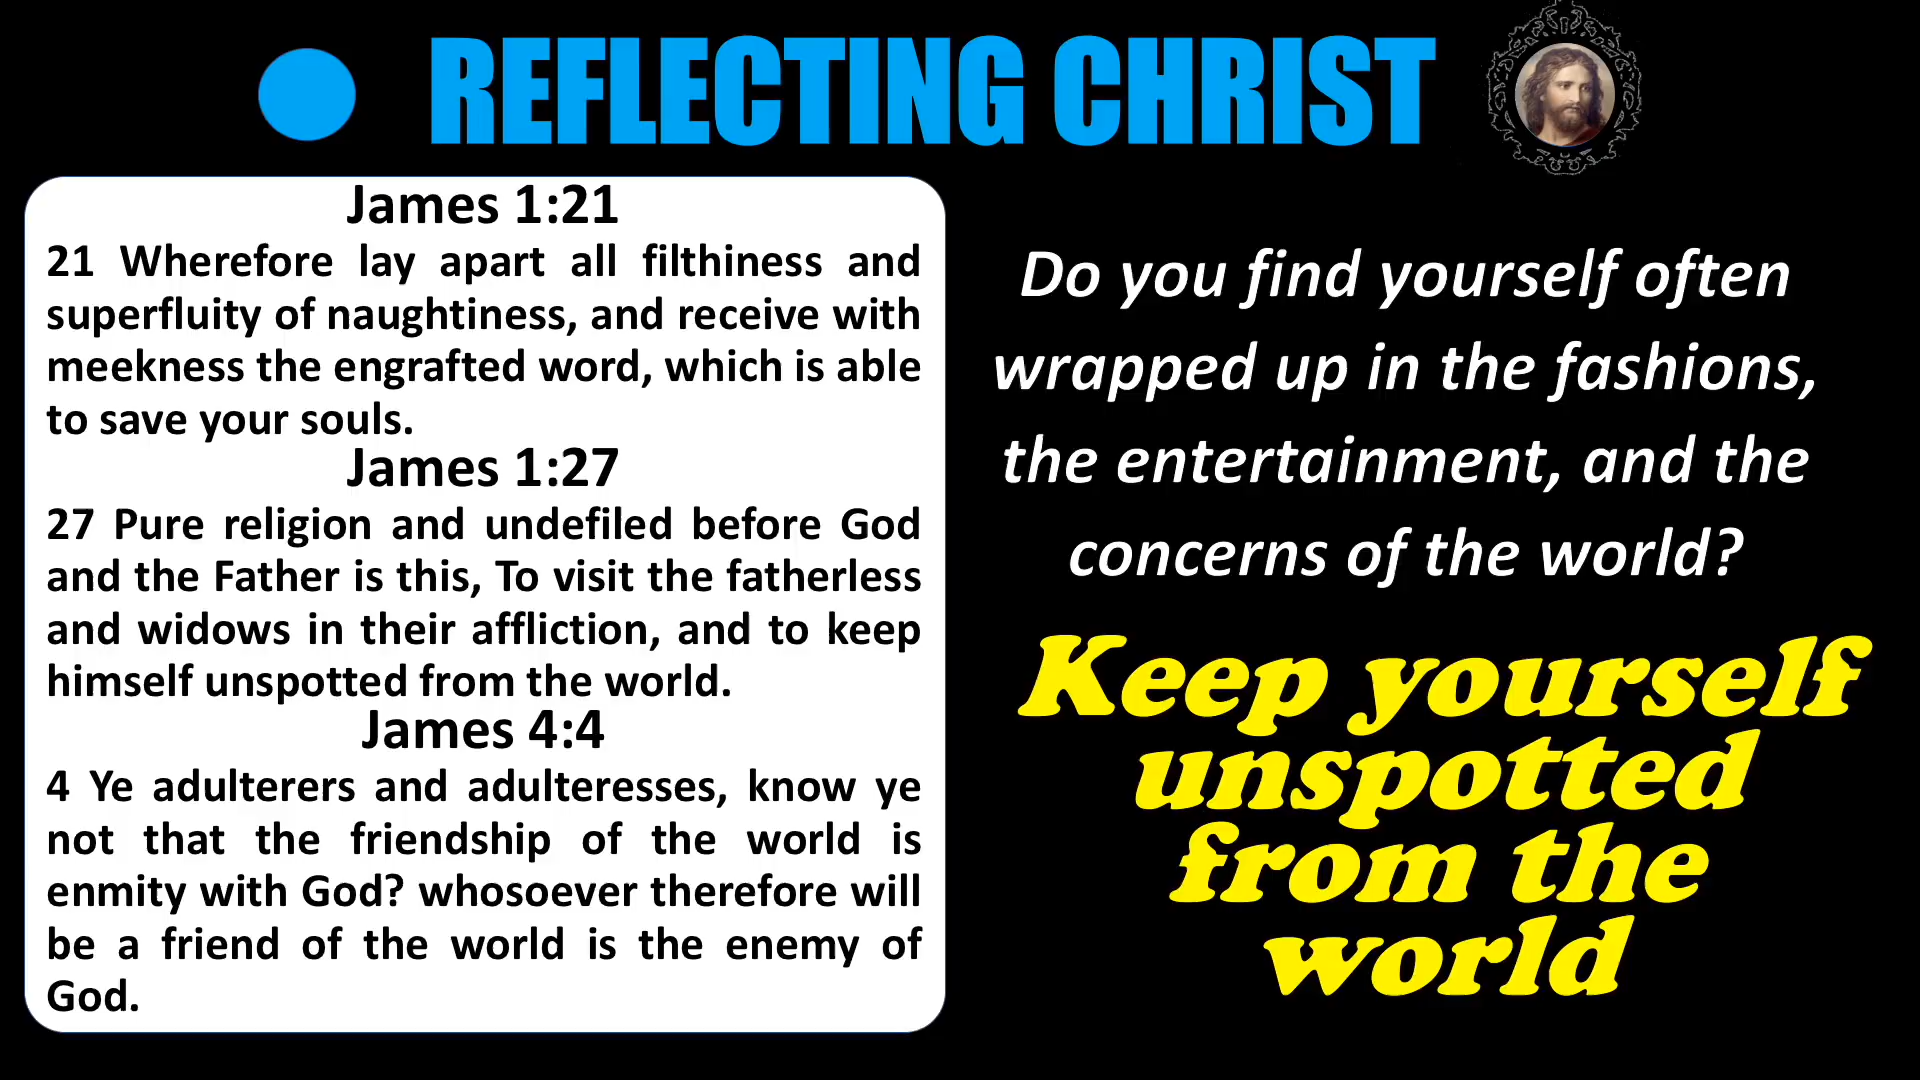 REFLECTING CHRIST
James 1:21
21 Wherefore lay apart all filthiness and
superfluity of naughtiness, and receive with
meekness the engrafted word, which is able
to save your souls.
James 1:27
27 Pure religion and undefiled before God
and the Father is this, To visit the fatherless
and widows in their affliction, and to keep
himself unspotted from the world.
James 4:4
4 Ye adulterers and adulteresses, know ye
not that the friendship of the world is
enmity with God? whosoever therefore will
be a friend of the world is the enemy of
God.
Do you find yourself often
wrapped up in the fashions,
the entertainment, and the
concerns of the world?
Keep yourself
unspotted
from the
world